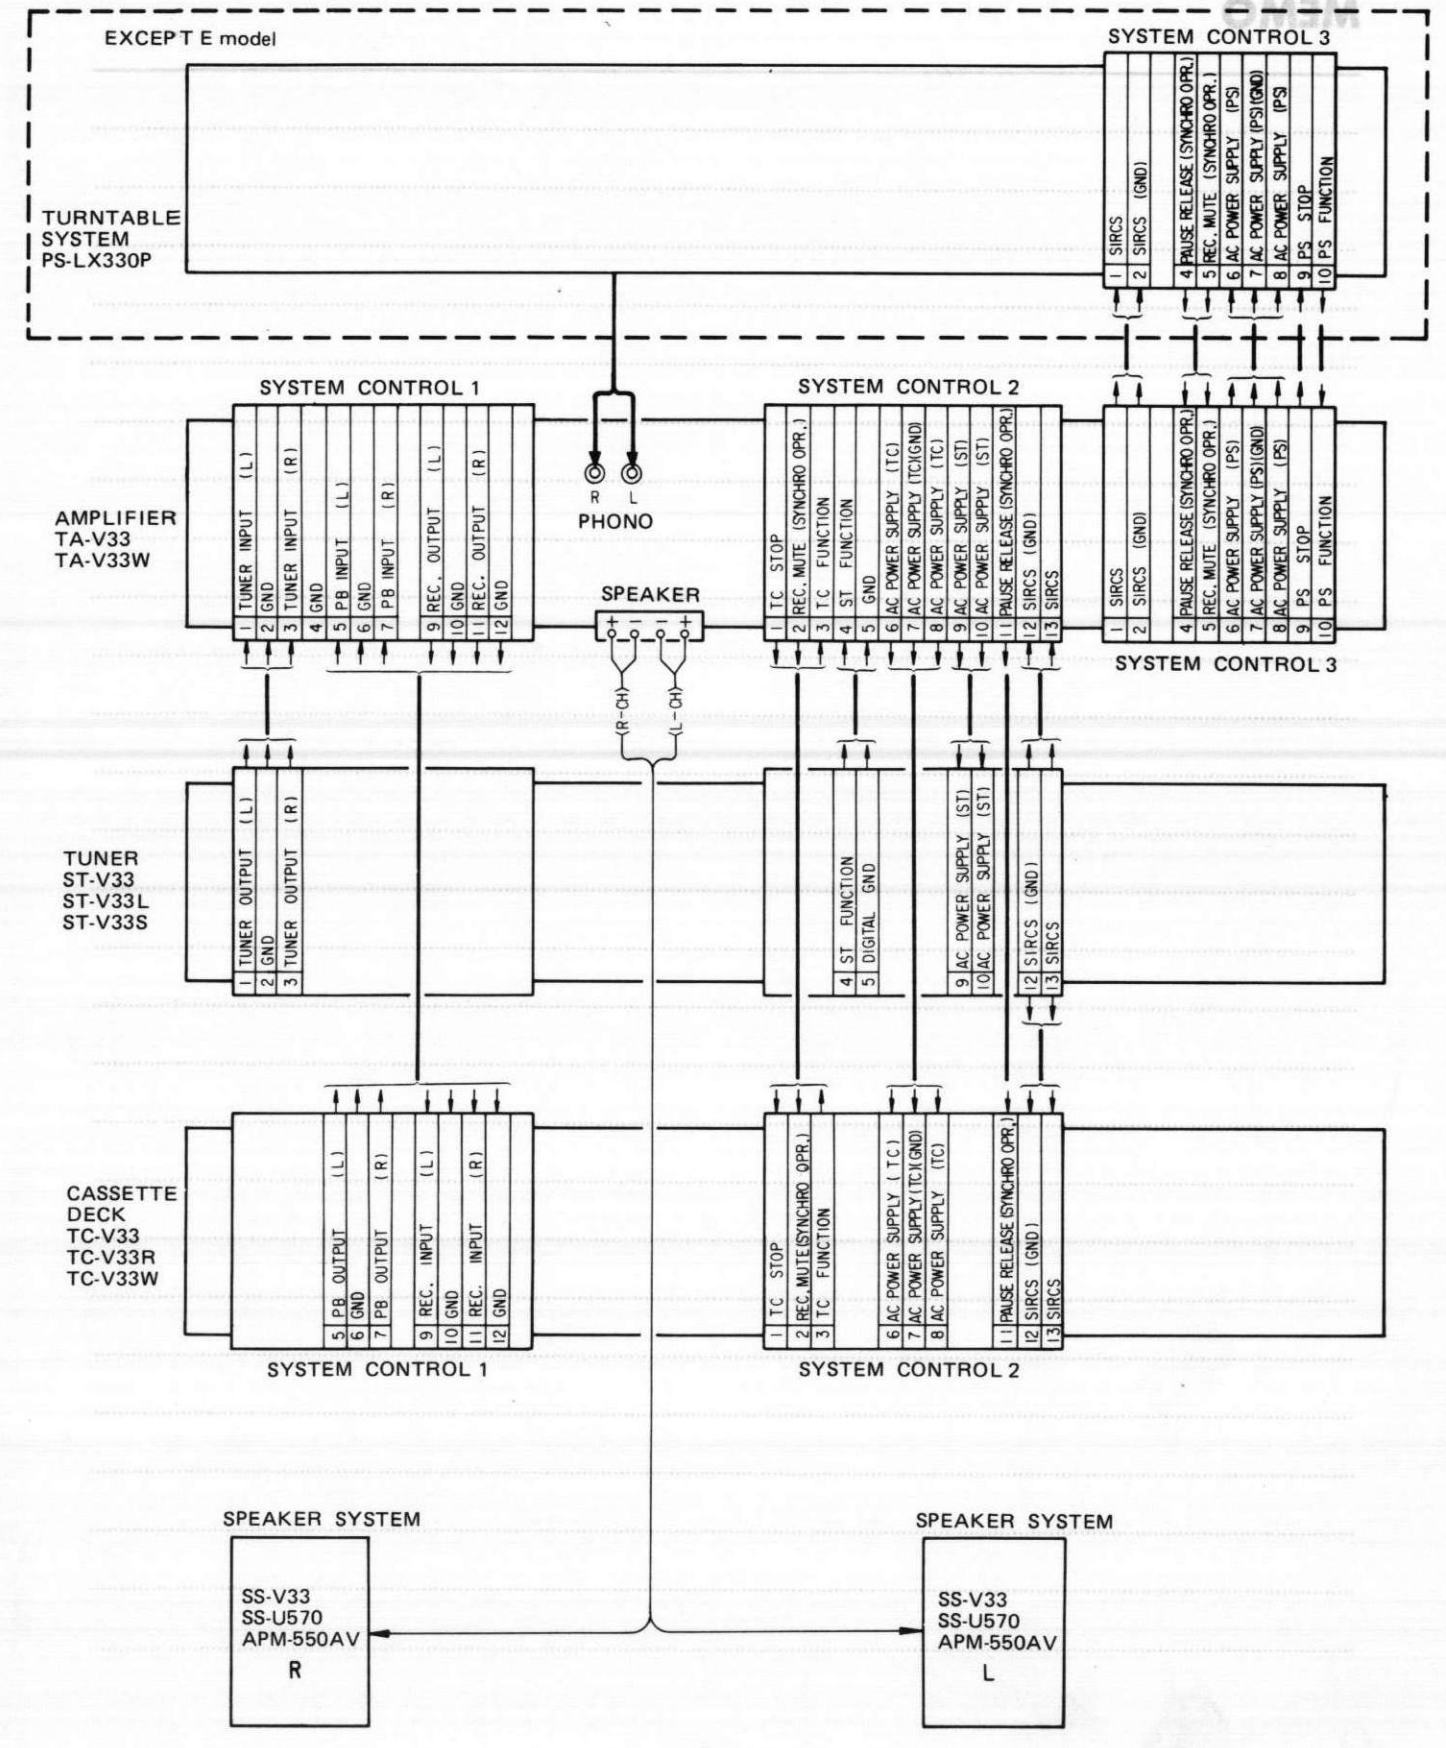 MEMO
EXCEPT E model
SYSTEM CONTROL 3
TURNTABLE
SYSTEM
PS-LX330P
1 SIRCS
2 SIRCS (GND)
4 PAUSE RELEASE (SYNCHRO OPR.)
5 REC. MUTE (SYNCHRO OPR.)
6 AC POWER SUPPLY (PS)
7 AC POWER SUPPLY (PS)(GND)
8 AC POWER SUPPLY (PS)
9 PS STOP
10 PS FUNCTION
SYSTEM CONTROL 1
SYSTEM CONTROL 2
AMPLIFIER
TA-V33
TA-V33W
1 TUNER INPUT (L)
2 GND
3 TUNER INPUT (R)
4 GND
5 PB INPUT (L)
6 GND
7 PB INPUT (R)
9 REC. OUTPUT (L)
10 GND
11 REC. OUTPUT (R)
12 GND
R L
PHONO
SPEAKER
+ − − +
(R-CH)
(L-CH)
1 TC STOP
2 REC. MUTE (SYNCHRO OPR.)
3 TC FUNCTION
4 ST FUNCTION
5 GND
6 AC POWER SUPPLY (TC)
7 AC POWER SUPPLY (TC)(GND)
8 AC POWER SUPPLY (TC)
9 AC POWER SUPPLY (ST)
10 AC POWER SUPPLY (ST)
11 PAUSE RELEASE (SYNCHRO OPR.)
12 SIRCS (GND)
13 SIRCS
1 SIRCS
2 SIRCS (GND)
4 PAUSE RELEASE (SYNCHRO OPR.)
5 REC. MUTE (SYNCHRO OPR.)
6 AC POWER SUPPLY (PS)
7 AC POWER SUPPLY (PS)(GND)
8 AC POWER SUPPLY (PS)
9 PS STOP
10 PS FUNCTION
SYSTEM CONTROL 3
TUNER
ST-V33
ST-V33L
ST-V33S
1 TUNER OUTPUT (L)
2 GND
3 TUNER OUTPUT (R)
4 ST FUNCTION
5 DIGITAL GND
9 AC POWER SUPPLY (ST)
10 AC POWER SUPPLY (ST)
12 SIRCS (GND)
13 SIRCS
CASSETTE
DECK
TC-V33
TC-V33R
TC-V33W
5 PB OUTPUT (L)
6 GND
7 PB OUTPUT (R)
9 REC. INPUT (L)
10 GND
11 REC. INPUT (R)
12 GND
SYSTEM CONTROL 1
1 TC STOP
2 REC. MUTE (SYNCHRO OPR.)
3 TC FUNCTION
6 AC POWER SUPPLY (TC)
7 AC POWER SUPPLY (TC)(GND)
8 AC POWER SUPPLY (TC)
11 PAUSE RELEASE (SYNCHRO OPR.)
12 SIRCS (GND)
13 SIRCS
SYSTEM CONTROL 2
SPEAKER SYSTEM
SS-V33
SS-U570
APM-550AV
R
SPEAKER SYSTEM
SS-V33
SS-U570
APM-550AV
L